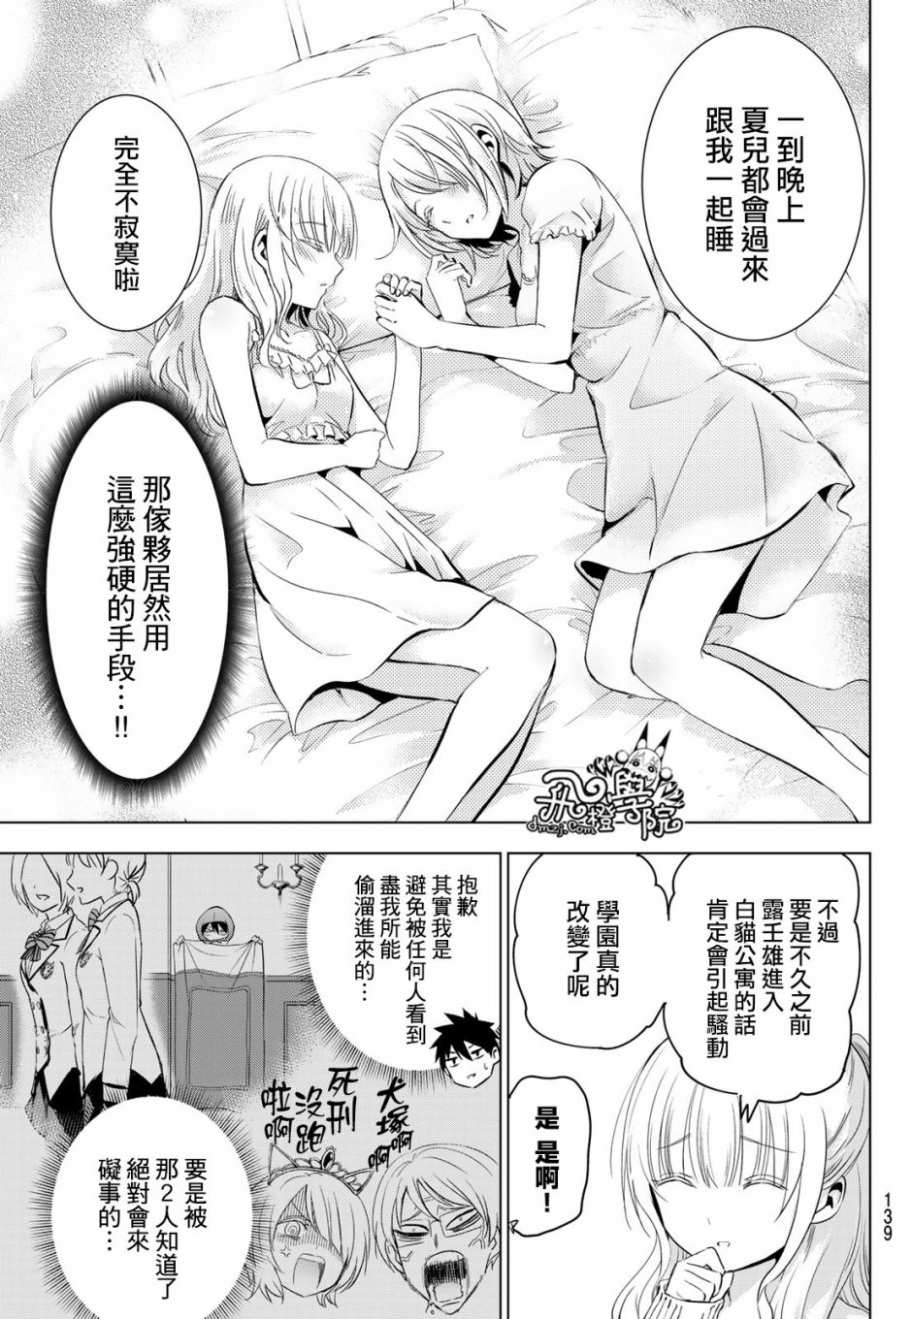 一到晚上
夏兒都會過來
跟我一起睡
完全不寂寞啦
那傢夥居然用
這麼強硬的手段…!!
dmzj.com
不過
要是不久之前
露壬雄進入
白貓公寓的話
肯定會引起騷動
學園真的
改變了呢
是 是啊!
抱歉
其實我是
避免被任何人看到
盡我所能
偷溜進來的…
犬塚啊啊
死刑
沒跑
啦啊
要是被
那2人知道了
絕對會來
礙事的…
139